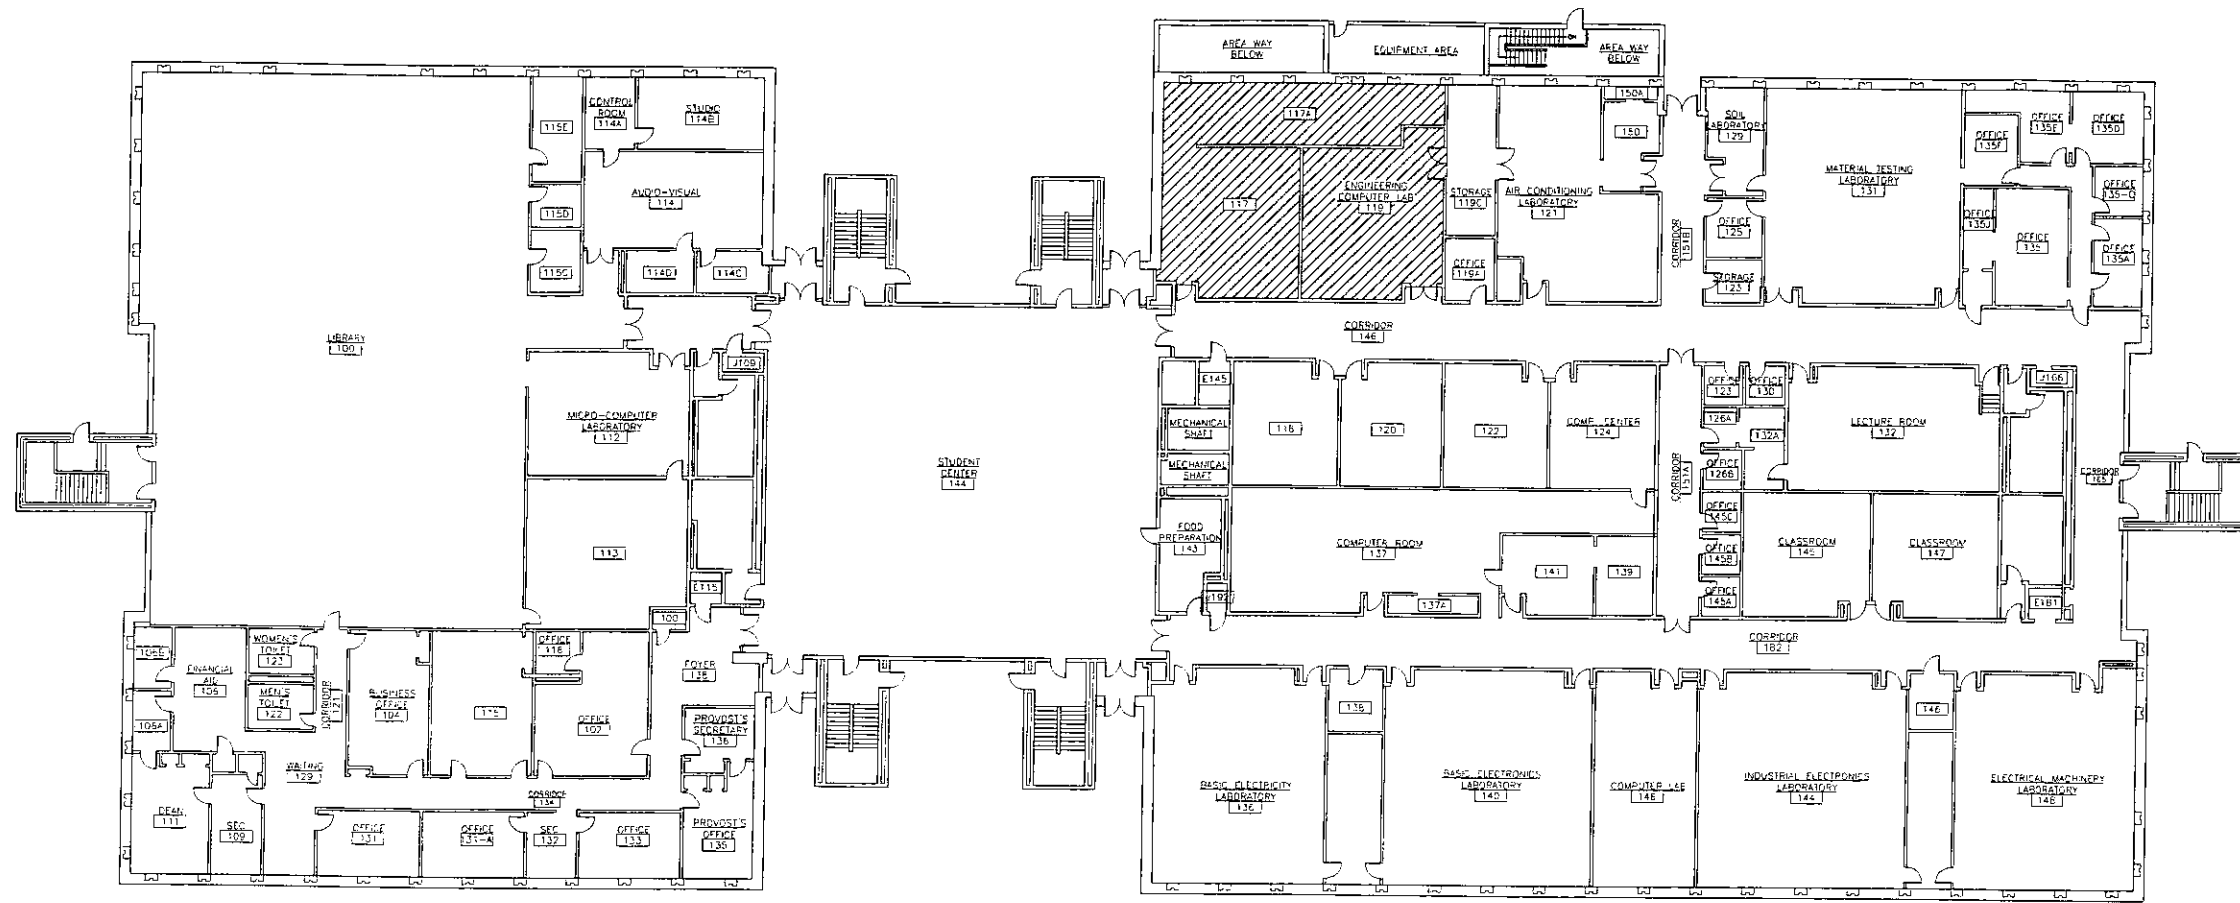 AREA WAY
BELOW
EQUIPMENT AREA
AREA WAY
BELOW
CONTROL
ROOM
114A
STUDIO
114B
115E
AUDIO-VISUAL
114
115D
115C
114D
114C
LIBRARY
100
J109
MICRO-COMPUTER
LABORATORY
112
113
E115
100
STUDENT
CENTER
144
117A
117
ENGINEERING
COMPUTER LAB
119
STORAGE
119C
OFFICE
119A
AIR CONDITIONING
LABORATORY
121
150A
150
CORRIDOR
151B
SOIL
LABORATORY
129
OFFICE
125
STORAGE
123
MATERIAL TESTING
LABORATORY
131
OFFICE
135F
OFFICE
135E
OFFICE
135D
OFFICE
OFFICE
135J
OFFICE
135
OFFICE
135A
CORRIDOR
146
E145
MECHANICAL
SHAFT
MECHANICAL
SHAFT
118
120
122
COMP. CENTER
124
CORRIDOR
151A
OFFICE
123
OFFICE
130
126A
132A
OFFICE
126B
LECTURE ROOM
132
J166
CORRIDOR
165
FOOD
PREPARATION
143
COMPUTER ROOM
137
141
139
137A
OFFICE
145C
OFFICE
145B
OFFICE
145A
CLASSROOM
145
CLASSROOM
147
E181
CORRIDOR
182
106B
FINANCIAL
AID
106
106A
WOMEN'S
TOILET
123
MEN'S
TOILET
122
CORRIDOR
121
BUSINESS
OFFICE
104
OFFICE
116
OFFICE
107
FOYER
138
PROVOST'S
SECRETARY
136
WAITING
129
CORRIDOR
134
DEAN
111
SEC
109
OFFICE
131
OFFICE
131-A
SEC
132
OFFICE
133
PROVOST'S
OFFICE
135
BASIC ELECTRICITY
LABORATORY
136
138
BASIC ELECTRONICS
LABORATORY
140
COMPUTER LAB
INDUSTRIAL ELECTRONICS
LABORATORY
144
146
ELECTRICAL MACHINERY
LABORATORY
148